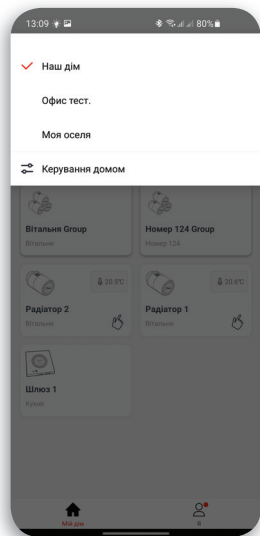 13:09 80%
Наш дім
Офис тест.
Моя оселя
Керування домом
Вітальня Group
Вітальня
Номер 124 Group
Номер 124
20.5°C
Радіатор 2
Вітальня
20.6°C
Радіатор 1
Вітальня
Шлюз 1
Кухня
Мій дім
Я